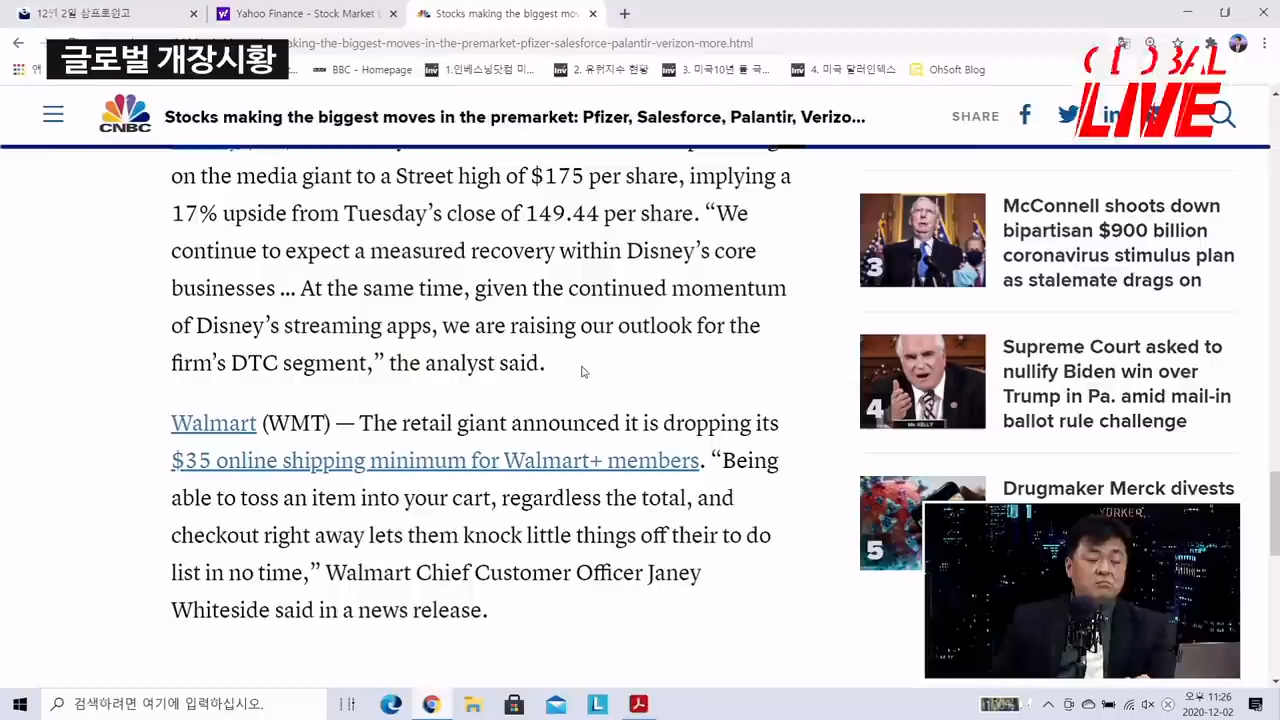 12월 2일 삼프로원고
Yahoo Finance – Stock Market L
Stocks making the biggest mov
글로벌 개장시황
making-the-biggest-moves-in-the-premarket-pfizer-salesforce-palantir-verizon-more.html
BBC - Homepage
1.인베스닝닷컴 미...
2. 유런지수 현황
3. 미국10년 물 국...
4. 미국 달러인덱스
OhSoft Blog
GLOBAL
LIVE
CNBC
Stocks making the biggest moves in the premarket: Pfizer, Salesforce, Palantir, Verizo...
SHARE
on the media giant to a Street high of $175 per share, implying a
17% upside from Tuesday’s close of 149.44 per share. “We
continue to expect a measured recovery within Disney’s core
businesses ... At the same time, given the continued momentum
of Disney’s streaming apps, we are raising our outlook for the
firm’s DTC segment,” the analyst said.
Walmart (WMT) — The retail giant announced it is dropping its
$35 online shipping minimum for Walmart+ members. “Being
able to toss an item into your cart, regardless the total, and
checkout right away lets them knock little things off their to do
list in no time,” Walmart Chief Customer Officer Janey
Whiteside said in a news release.
3
McConnell shoots down
bipartisan $900 billion
coronavirus stimulus plan
as stalemate drags on
4
Mr. KELLY
Supreme Court asked to
nullify Biden win over
Trump in Pa. amid mail-in
ballot rule challenge
5
Drugmaker Merck divests
YORKER
검색하려면 여기에 입력하십시오.
오후 11:26
2020-12-02